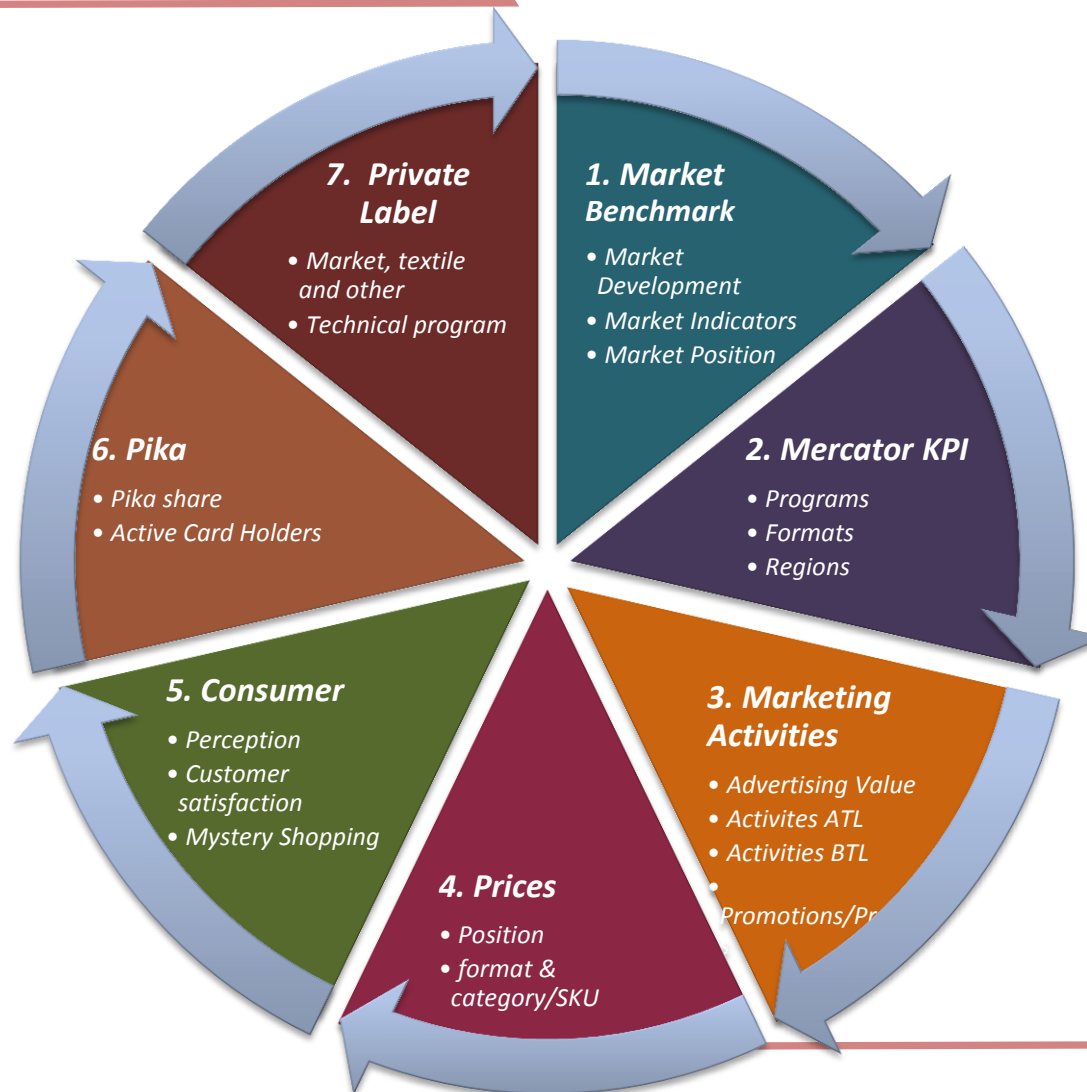 1. Market
Benchmark
• Market
Development
• Market Indicators
• Market Position
2. Mercator KPI
• Programs
• Formats
• Regions
3. Marketing
Activities
• Advertising Value
• Activites ATL
• Activities BTL
•
Promotions/Pr
4. Prices
• Position
• format &
category/SKU
5. Consumer
• Perception
• Customer
satisfaction
• Mystery Shopping
6. Pika
• Pika share
• Active Card Holders
7. Private
Label
• Market, textile
and other
• Technical program